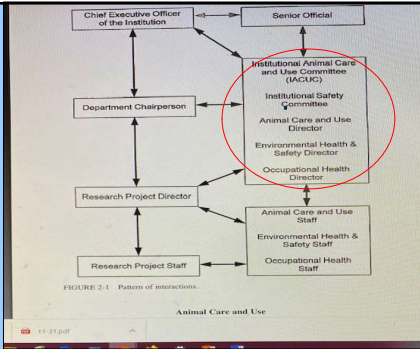 Chief Executive Officer
of the Institution
Senior Official
Institutional Animal Care
and Use Committee
(IACUC)
Institutional Safety
Committee
Animal Care and Use
Director
Environmental Health &
Safety Director
Occupational Health
Director
Department Chairperson
Research Project Director
Animal Care and Use
Staff
Environmental Health &
Safety Staff
Occupational Health
Staff
Research Project Staff
FIGURE 2-1 Pattern of interactions.
Animal Care and Use
11-31.pdf